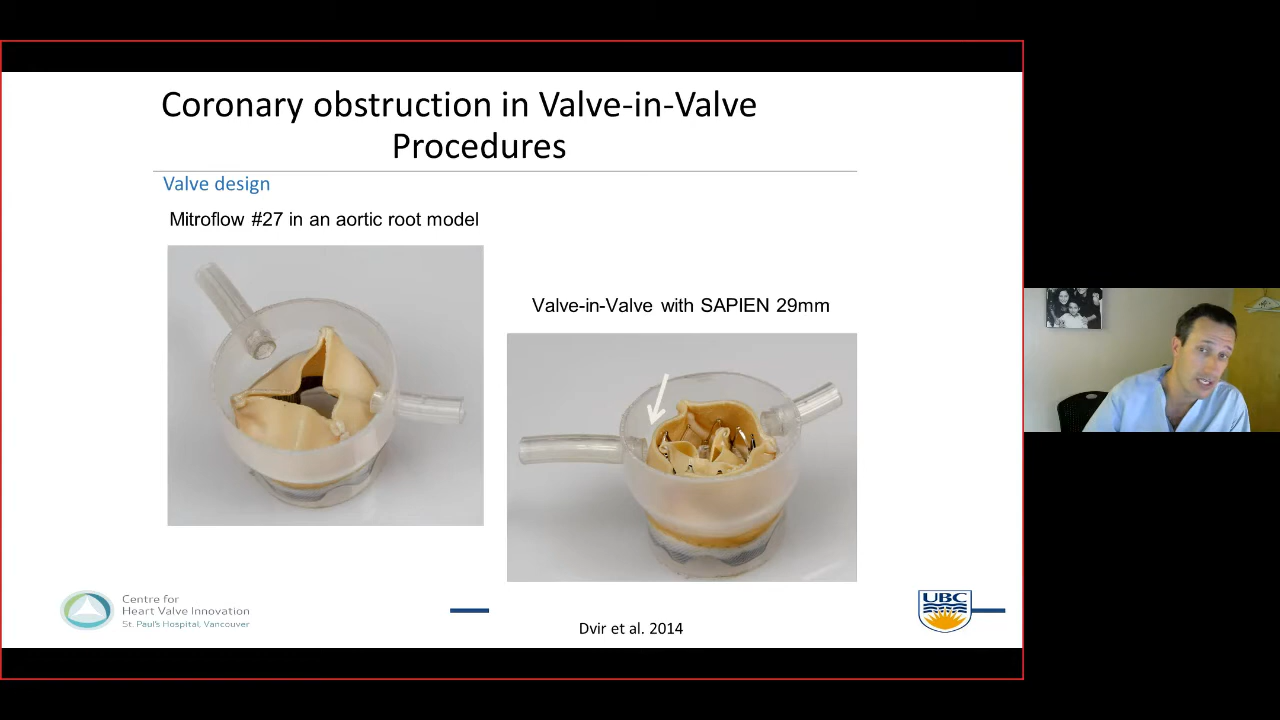 Coronary obstruction in Valve-in-Valve
Procedures
Valve design
Mitroflow #27 in an aortic root model
Valve-in-Valve with SAPIEN 29mm
Centre for
Heart Valve Innovation
St. Paul's Hospital, Vancouver
Dvir et al. 2014
UBC